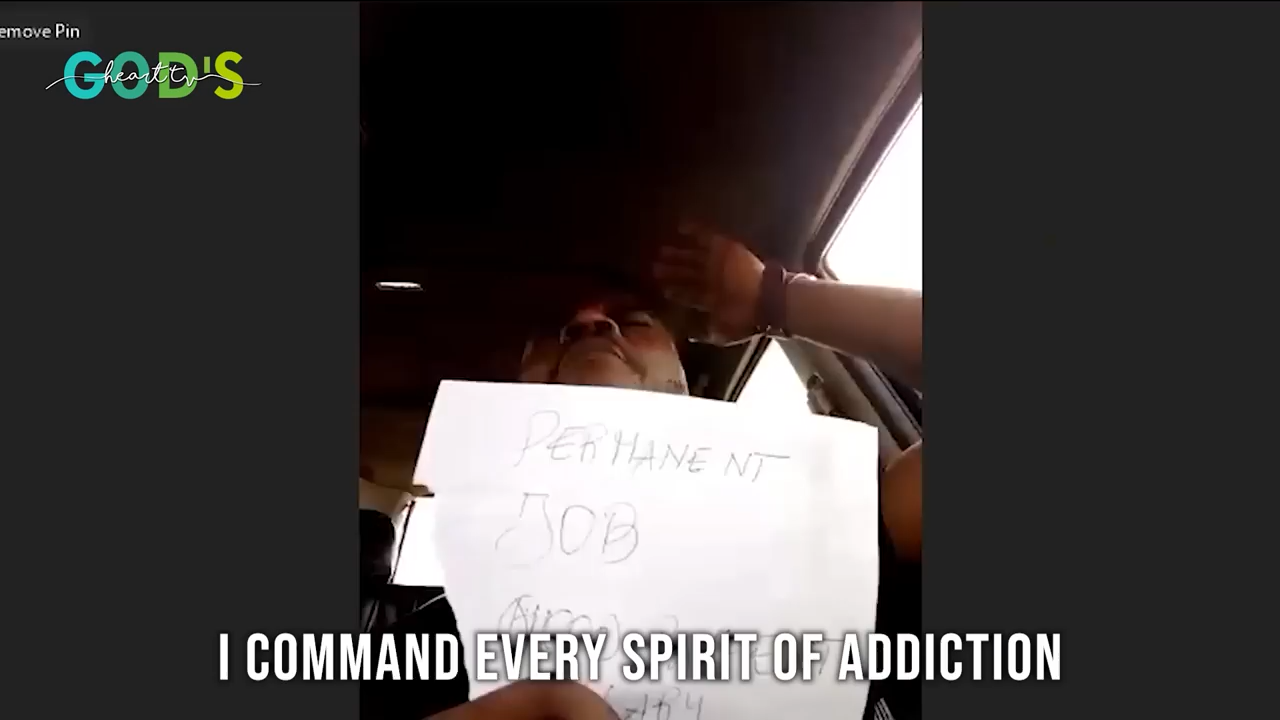 emove Pin
GOD'S
heart tv
PERMANENT
JOB
I COMMAND EVERY SPIRIT OF ADDICTION